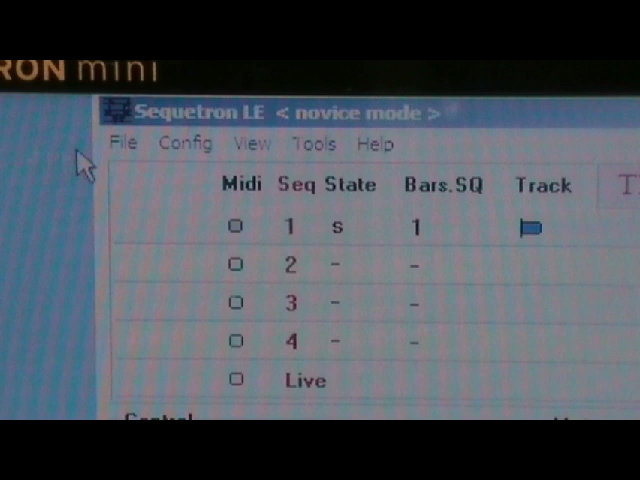 RON mini
Sequetron LE < novice mode >
File Config View Tools Help
Midi Seq State Bars.SQ Track
1 s 1
2 - -
3 - -
4 - -
Live
Control